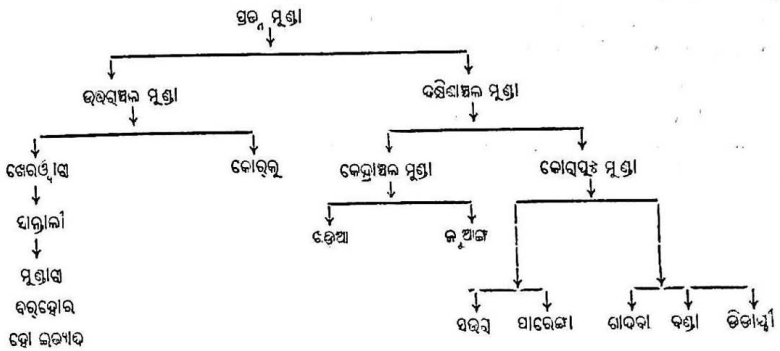 ପ୍ରତ୍ନ ମୁଣ୍ଡା
ଉତ୍ତରାଞ୍ଚଳ ମୁଣ୍ଡା ଦକ୍ଷିଣାଞ୍ଚଳ ମୁଣ୍ଡା
ଖେରଓ୍ବାରୀ କୋର୍‌କୁ କେନ୍ଦ୍ରାଞ୍ଚଳ ମୁଣ୍ଡା କୋରାପୁଟ ମୁଣ୍ଡା
ସାନ୍ତାଳୀ ଖଡ଼ିଆ ଜୁଆଙ୍ଗ
ମୁଣ୍ଡାରୀ
ବିର୍‌ହୋର ସଉରା ପାରେଙ୍ଗା ଗାଦବା ବଣ୍ଡା ଡିଡାୟୀ
ହୋ ଇତ୍ୟାଦି